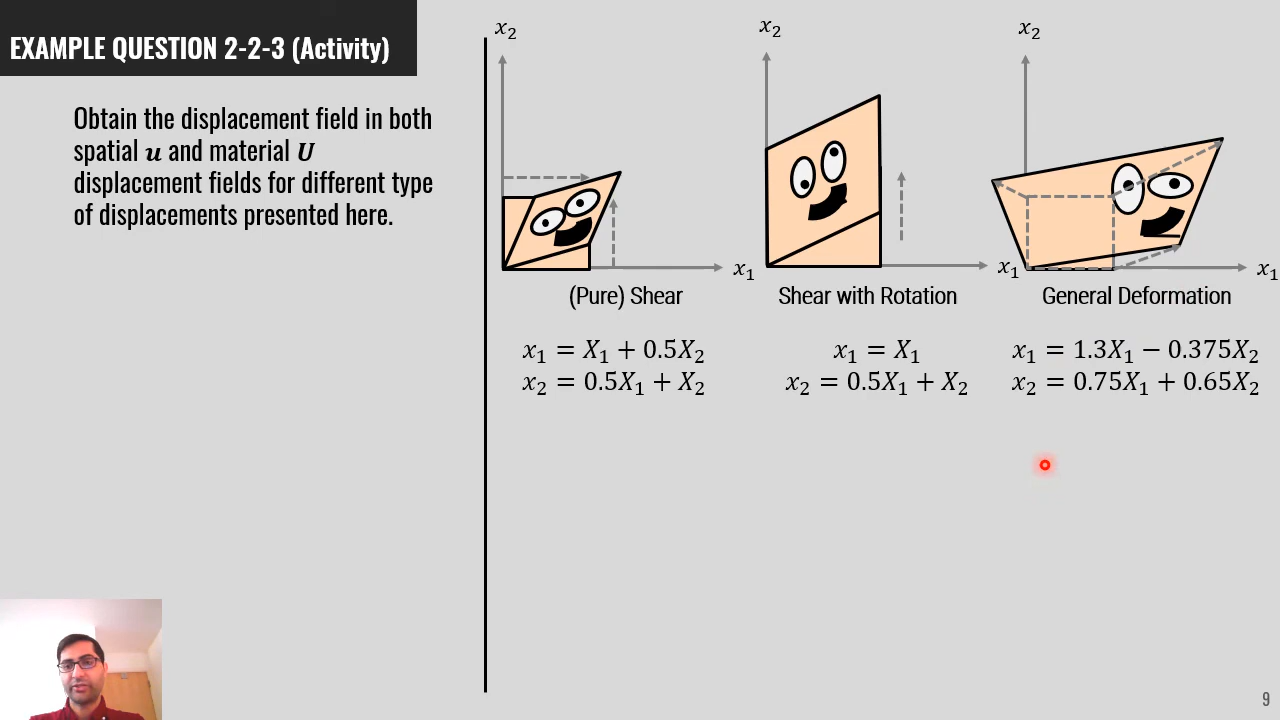 EXAMPLE QUESTION 2-2-3 (Activity)
Obtain the displacement field in both
spatial u and material U
displacement fields for different type
of displacements presented here.
x₂
x₁
(Pure) Shear
x₁ = X₁ + 0.5X₂
x₂ = 0.5X₁ + X₂
x₂
x₁
Shear with Rotation
x₁ = X₁
x₂ = 0.5X₁ + X₂
x₂
x₁
General Deformation
x₁ = 1.3X₁ − 0.375X₂
x₂ = 0.75X₁ + 0.65X₂
9